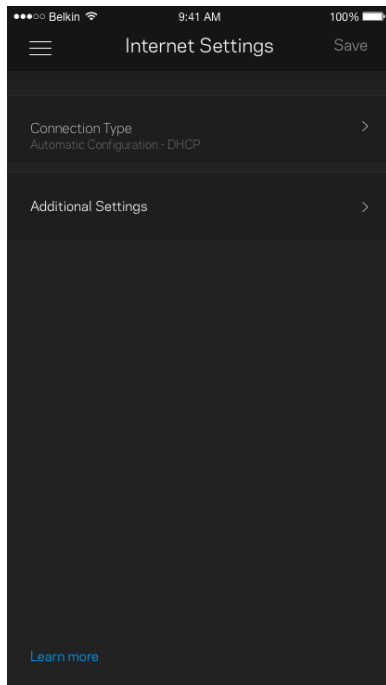 Belkin 9:41 AM 100%
Internet Settings Save
Connection Type
Automatic Configuration - DHCP
Additional Settings
Learn more